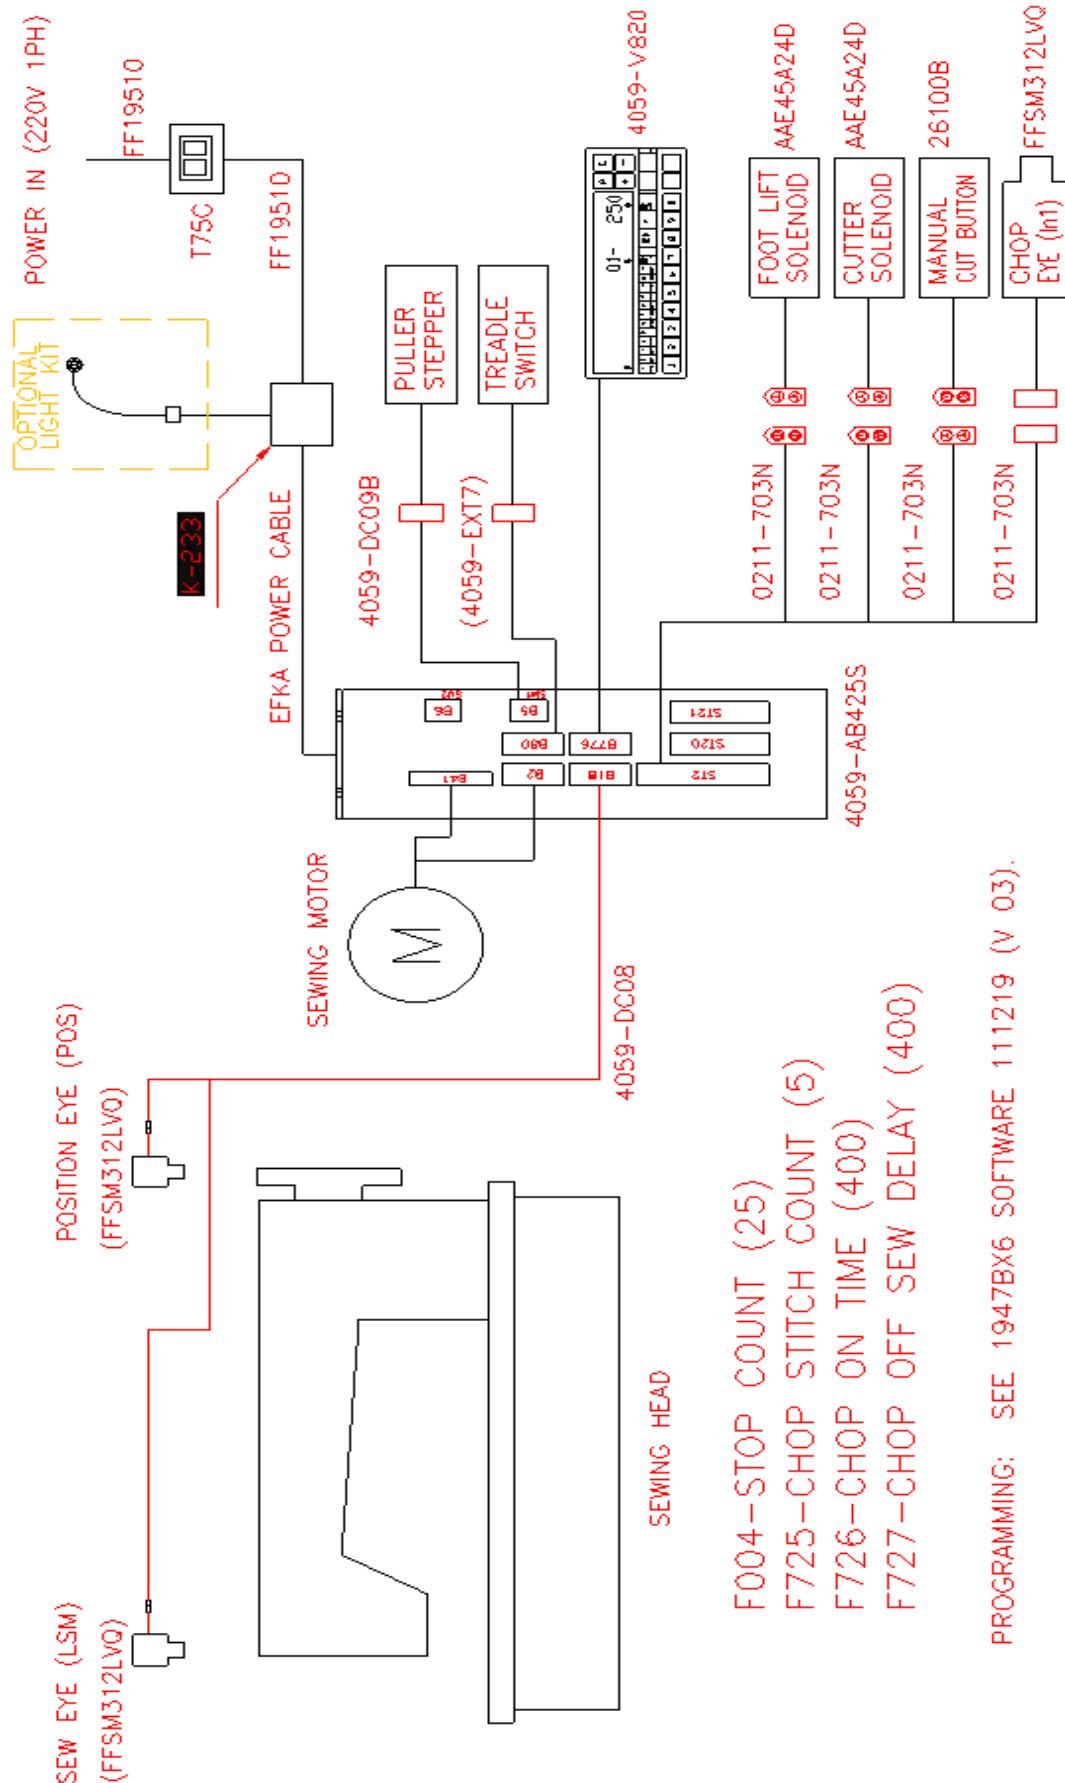 SEW EYE (LSM)
(FFSM312LVQ)
POSITION EYE (POS)
(FFSM312LVQ)
OPTIONAL
LIGHT KIT
POWER IN (220V 1PH)
FF19510
T75C
FF19510
K-233
EFKA POWER CABLE
SEWING MOTOR
M
4059-DC09B
PULLER
STEPPER
(4059-EXT7)
TREADLE
SWITCH
B41
B6
SW2
B5
SM1
B2
B80
B18
B776
ST2
ST20
ST21
4059-AB425S
4059-DC08
01- 250
4059-V820
SEWING HEAD
0211-703N
FOOT LIFT
SOLENOID
AAE45A24D
0211-703N
CUTTER
SOLENOID
AAE45A24D
0211-703N
MANUAL
CUT BUTTON
26100B
0211-703N
CHOP
EYE (In1)
FFSM312LVQ
F004-STOP COUNT (25)
F725-CHOP STITCH COUNT (5)
F726-CHOP ON TIME (400)
F727-CHOP OFF SEW DELAY (400)
PROGRAMMING: SEE 1947BX6 SOFTWARE 111219 (V 03).